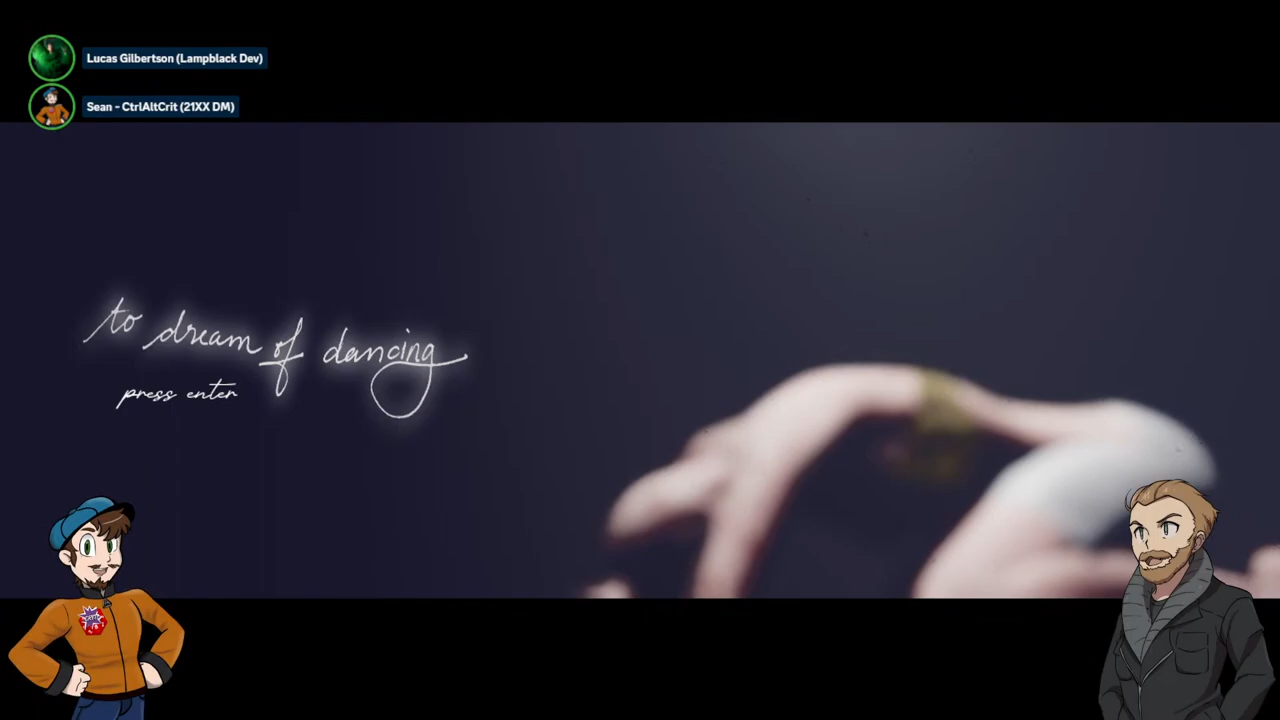 Lucas Gilbertson (Lampblack Dev)
Sean - CtrlAltCrit (21XX DM)
to dream of dancing
press enter